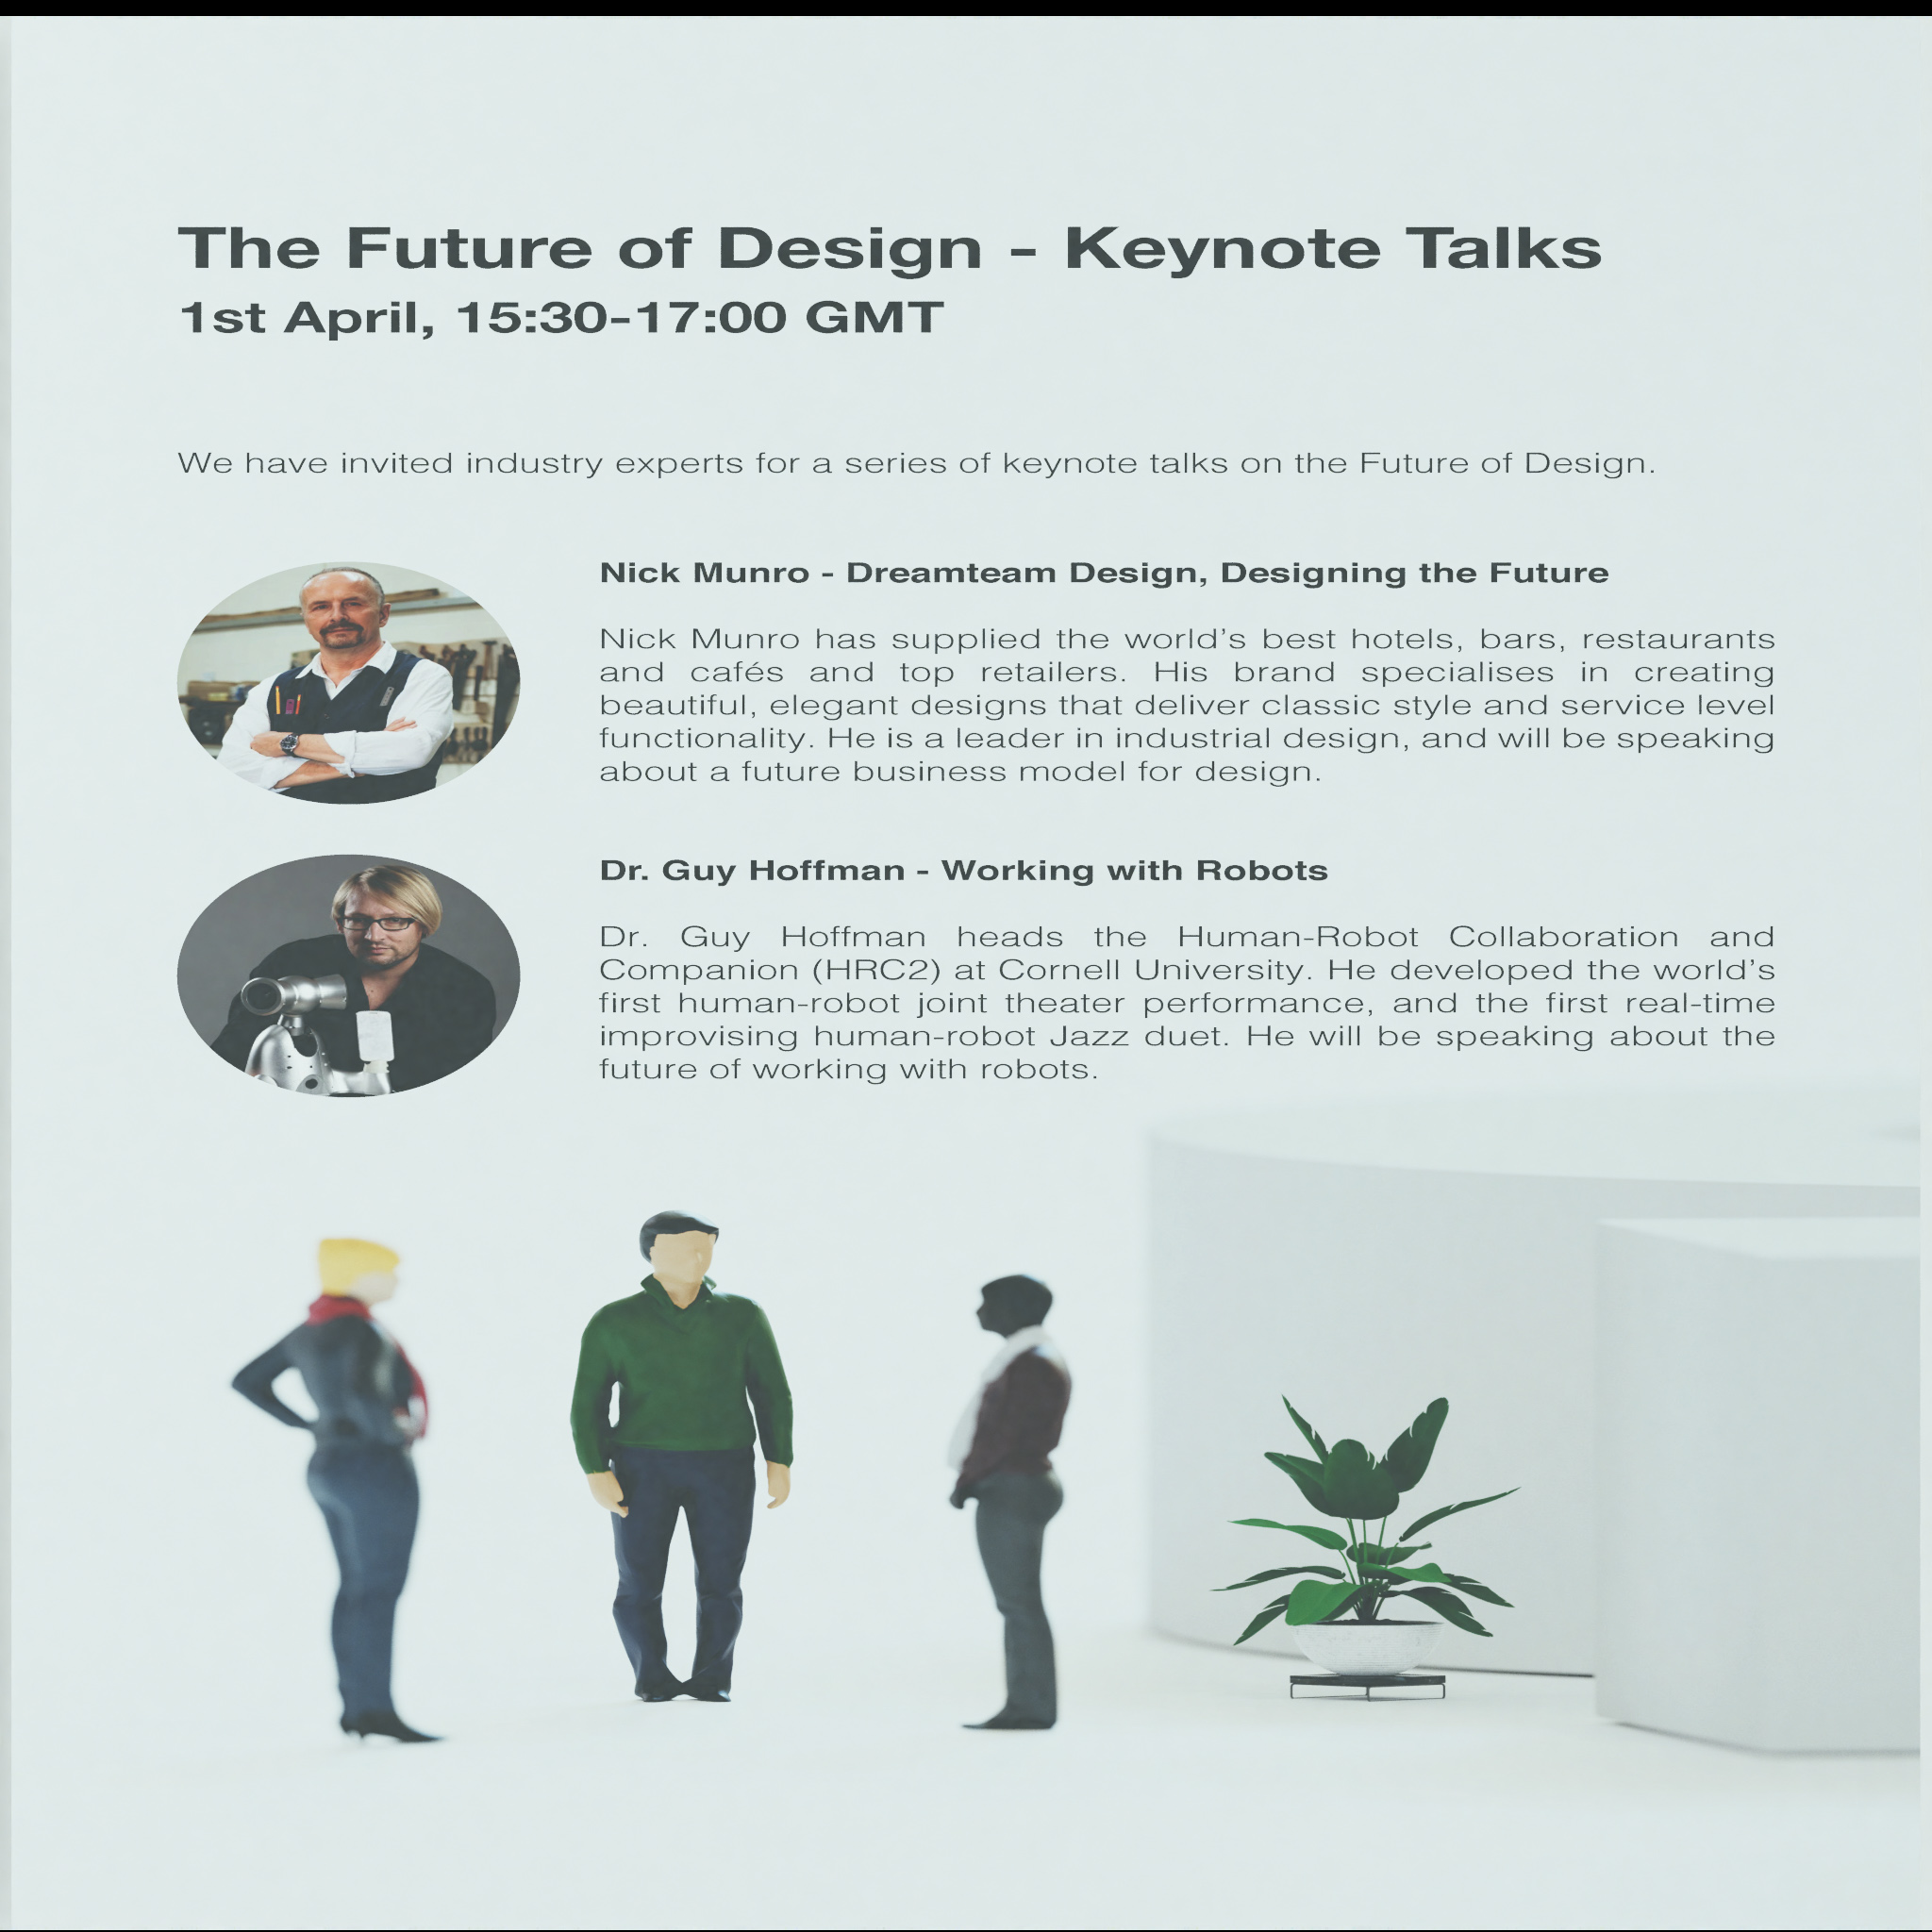 The Future of Design - Keynote Talks
1st April, 15:30-17:00 GMT
We have invited industry experts for a series of keynote talks on the Future of Design.
Nick Munro - Dreamteam Design, Designing the Future
Nick Munro has supplied the world’s best hotels, bars, restaurants
and cafés and top retailers. His brand specialises in creating
beautiful, elegant designs that deliver classic style and service level
functionality. He is a leader in industrial design, and will be speaking
about a future business model for design.
Dr. Guy Hoffman - Working with Robots
Dr. Guy Hoffman heads the Human-Robot Collaboration and
Companion (HRC2) at Cornell University. He developed the world’s
first human-robot joint theater performance, and the first real-time
improvising human-robot Jazz duet. He will be speaking about the
future of working with robots.